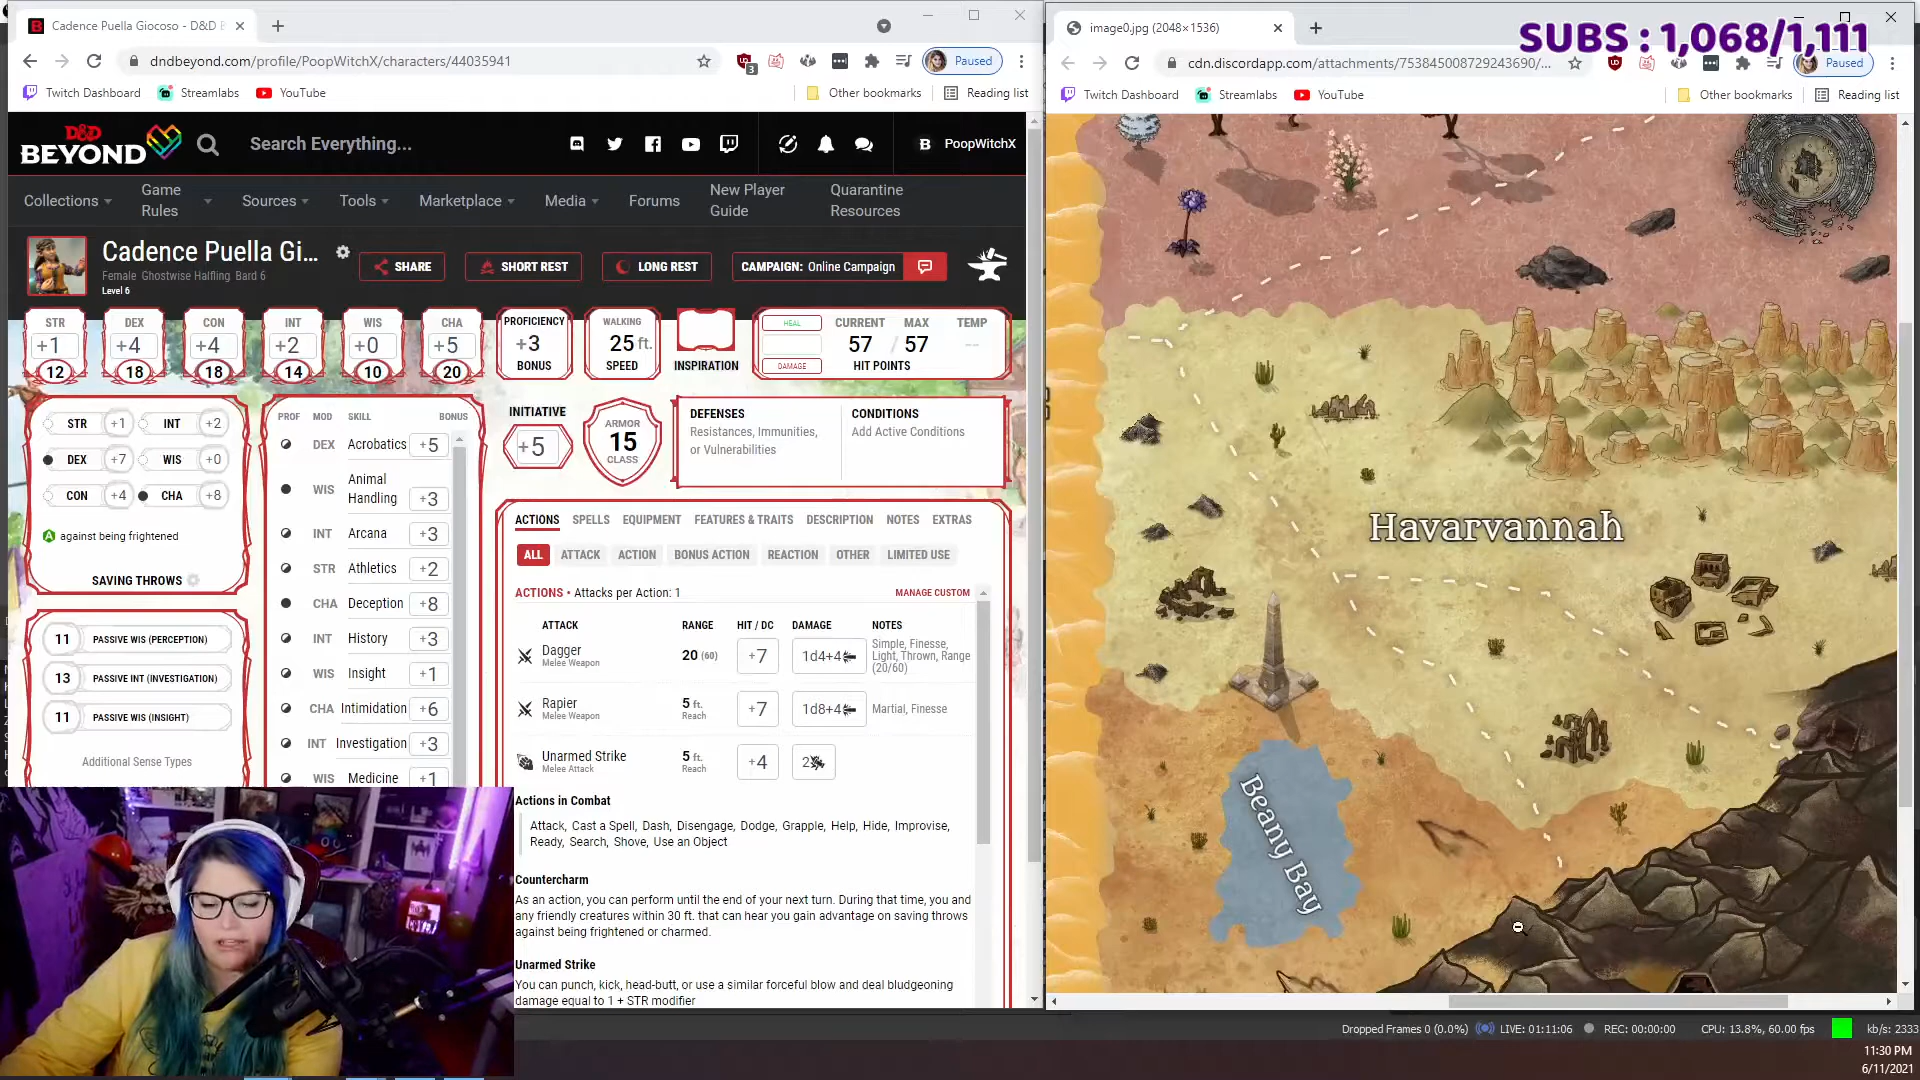 Cadence Puella Giocoso - D&D B
image0.jpg (2048×1536)
SUBS : 1,068/1,111
dndbeyond.com/profile/PoopWitchX/characters/44035941
3
Paused
cdn.discordapp.com/attachments/753845008729243690/...
Paused
Twitch Dashboard
Streamlabs
YouTube
Other bookmarks
Reading list
Twitch Dashboard
Streamlabs
YouTube
Other bookmarks
Reading list
D&D
BEYOND
Search Everything...
PoopWitchX
Collections
Game Rules
Sources
Tools
Marketplace
Media
Forums
New Player Guide
Quarantine Resources
Cadence Puella Gi...
Female Ghostwise Halfling Bard 6
Level 6
SHARE
SHORT REST
LONG REST
CAMPAIGN: Online Campaign
STR
+1
12
DEX
+4
18
CON
+4
18
INT
+2
14
WIS
+0
10
CHA
+5
20
PROFICIENCY
+3
BONUS
WALKING
25 ft.
SPEED
INSPIRATION
HEAL
DAMAGE
CURRENT
MAX
TEMP
57 / 57
--
HIT POINTS
STR +1
INT +2
DEX +7
WIS +0
CON +4
CHA +8
A against being frightened
SAVING THROWS
11 PASSIVE WIS (PERCEPTION)
13 PASSIVE INT (INVESTIGATION)
11 PASSIVE WIS (INSIGHT)
Additional Sense Types
PROF MOD SKILL BONUS
DEX Acrobatics +5
WIS Animal Handling +3
INT Arcana +3
STR Athletics +2
CHA Deception +8
INT History +3
WIS Insight +1
CHA Intimidation +6
INT Investigation +3
WIS Medicine +1
INITIATIVE
+5
ARMOR
15
CLASS
DEFENSES
Resistances, Immunities,
or Vulnerabilities
CONDITIONS
Add Active Conditions
ACTIONS SPELLS EQUIPMENT FEATURES & TRAITS DESCRIPTION NOTES EXTRAS
ALL ATTACK ACTION BONUS ACTION REACTION OTHER LIMITED USE
ACTIONS • Attacks per Action: 1
MANAGE CUSTOM
ATTACK RANGE HIT / DC DAMAGE NOTES
Dagger
Melee Weapon
20 (60)
+7
1d4+4
Simple, Finesse,
Light, Thrown, Range
(20/60)
Rapier
Melee Weapon
5 ft.
Reach
+7
1d8+4
Martial, Finesse
Unarmed Strike
Melee Attack
5 ft.
Reach
+4
2
Actions in Combat
Attack, Cast a Spell, Dash, Disengage, Dodge, Grapple, Help, Hide, Improvise,
Ready, Search, Shove, Use an Object
Countercharm
As an action, you can perform until the end of your next turn. During that time, you and
any friendly creatures within 30 ft. that can hear you gain advantage on saving throws
against being frightened or charmed.
Unarmed Strike
You can punch, kick, head-butt, or use a similar forceful blow and deal bludgeoning
damage equal to 1 + STR modifier
Havarvannah
Beany Bay
Dropped Frames 0 (0.0%)
LIVE: 01:11:06
REC: 00:00:00
CPU: 13.8%, 60.00 fps
kb/s: 2333
11:30 PM
6/11/2021